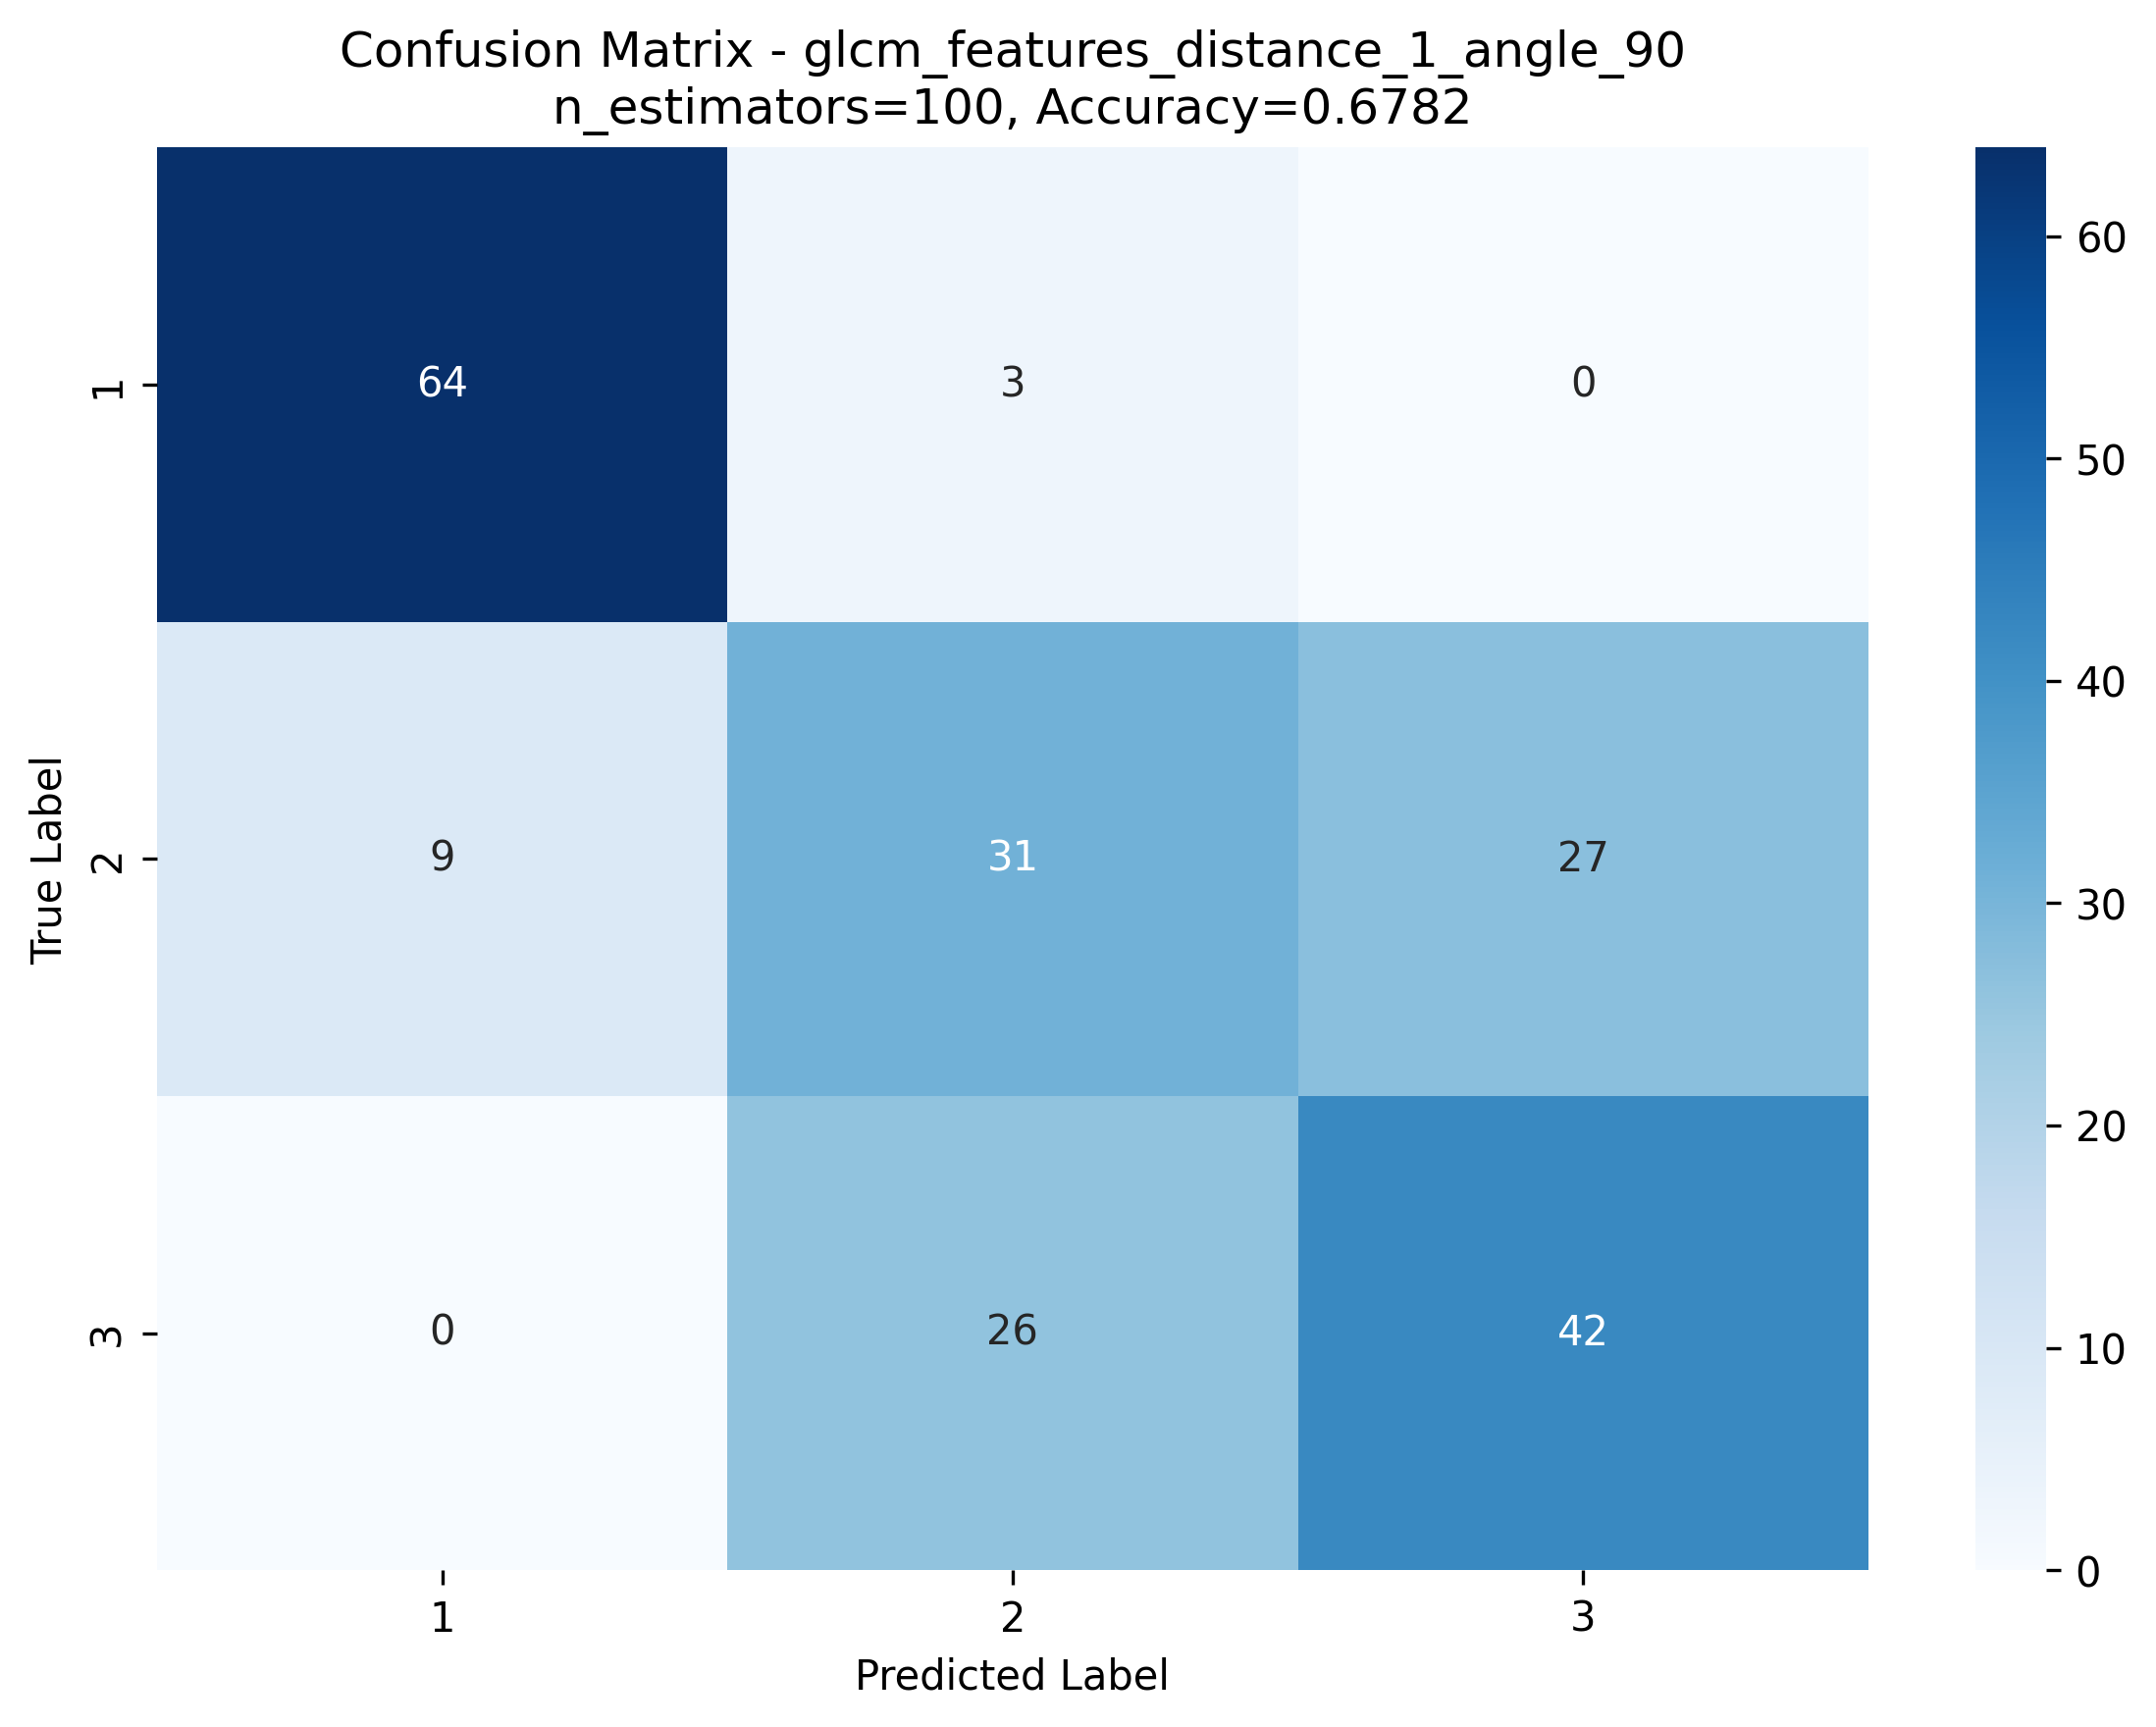 Confusion Matrix - glcm_features_distance_1_angle_90
n_estimators=100, Accuracy=0.6782
1 64 3 0
2 9 31 27
3 0 26 42
1 2 3
True Label
Predicted Label
60
50
40
30
20
10
0